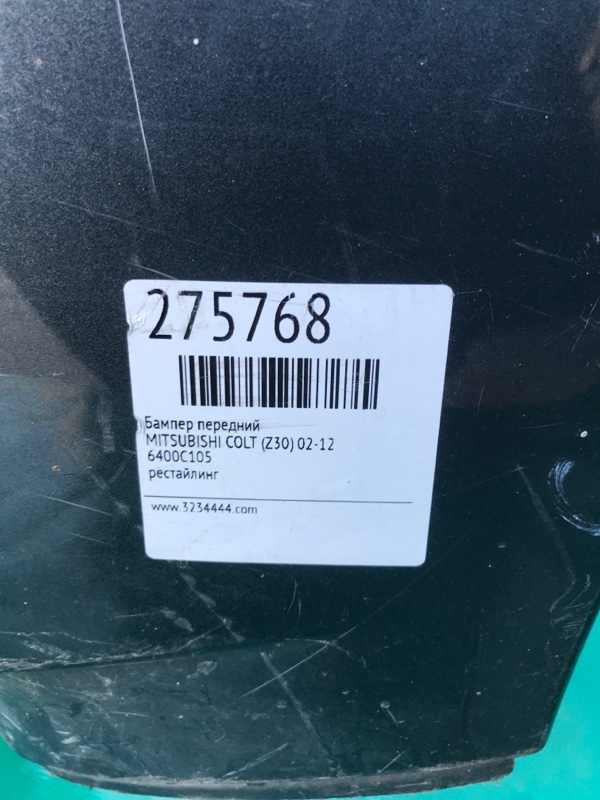 275768
Бампер передний
MITSUBISHI COLT (Z30) 02-12
6400C105
рестайлинг
www.3234444.com